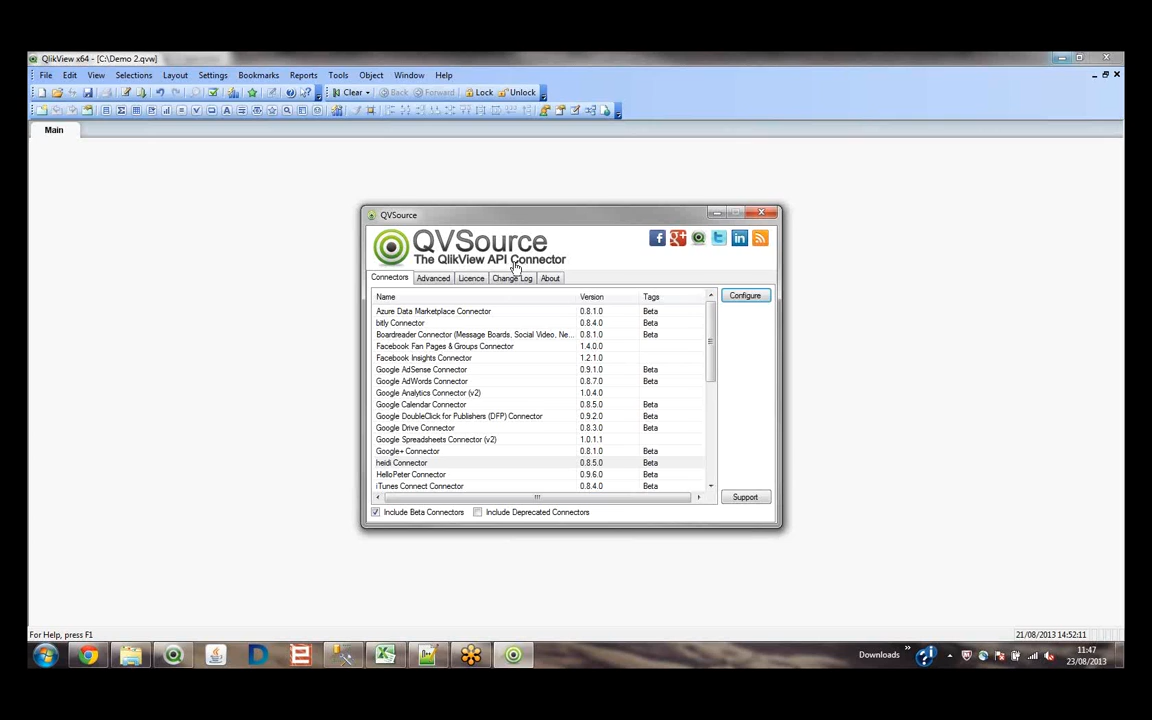 QlikView x64 - [C:\Demo 2.qvw]
File Edit View Selections Layout Settings Bookmarks Reports Tools Object Window Help
Clear Back Forward Lock Unlock
Main
QVSource
QVSource
The QlikView API Connector
Connectors Advanced Licence Change Log About
Name Version Tags
Configure
Azure Data Marketplace Connector 0.8.1.0 Beta
bitly Connector 0.8.4.0 Beta
Boardreader Connector (Message Boards, Social Video, Ne... 0.8.1.0 Beta
Facebook Fan Pages & Groups Connector 1.4.0.0
Facebook Insights Connector 1.2.1.0
Google AdSense Connector 0.9.1.0 Beta
Google AdWords Connector 0.8.7.0 Beta
Google Analytics Connector (v2) 1.0.4.0
Google Calendar Connector 0.8.5.0 Beta
Google DoubleClick for Publishers (DFP) Connector 0.9.2.0 Beta
Google Drive Connector 0.8.3.0 Beta
Google Spreadsheets Connector (v2) 1.0.1.1
Google+ Connector 0.8.1.0 Beta
heidi Connector 0.8.5.0 Beta
HelloPeter Connector 0.9.6.0 Beta
iTunes Connect Connector 0.8.4.0 Beta
Support
Include Beta Connectors Include Deprecated Connectors
For Help, press F1
21/08/2013 14:52:11
Downloads
11:47
23/08/2013